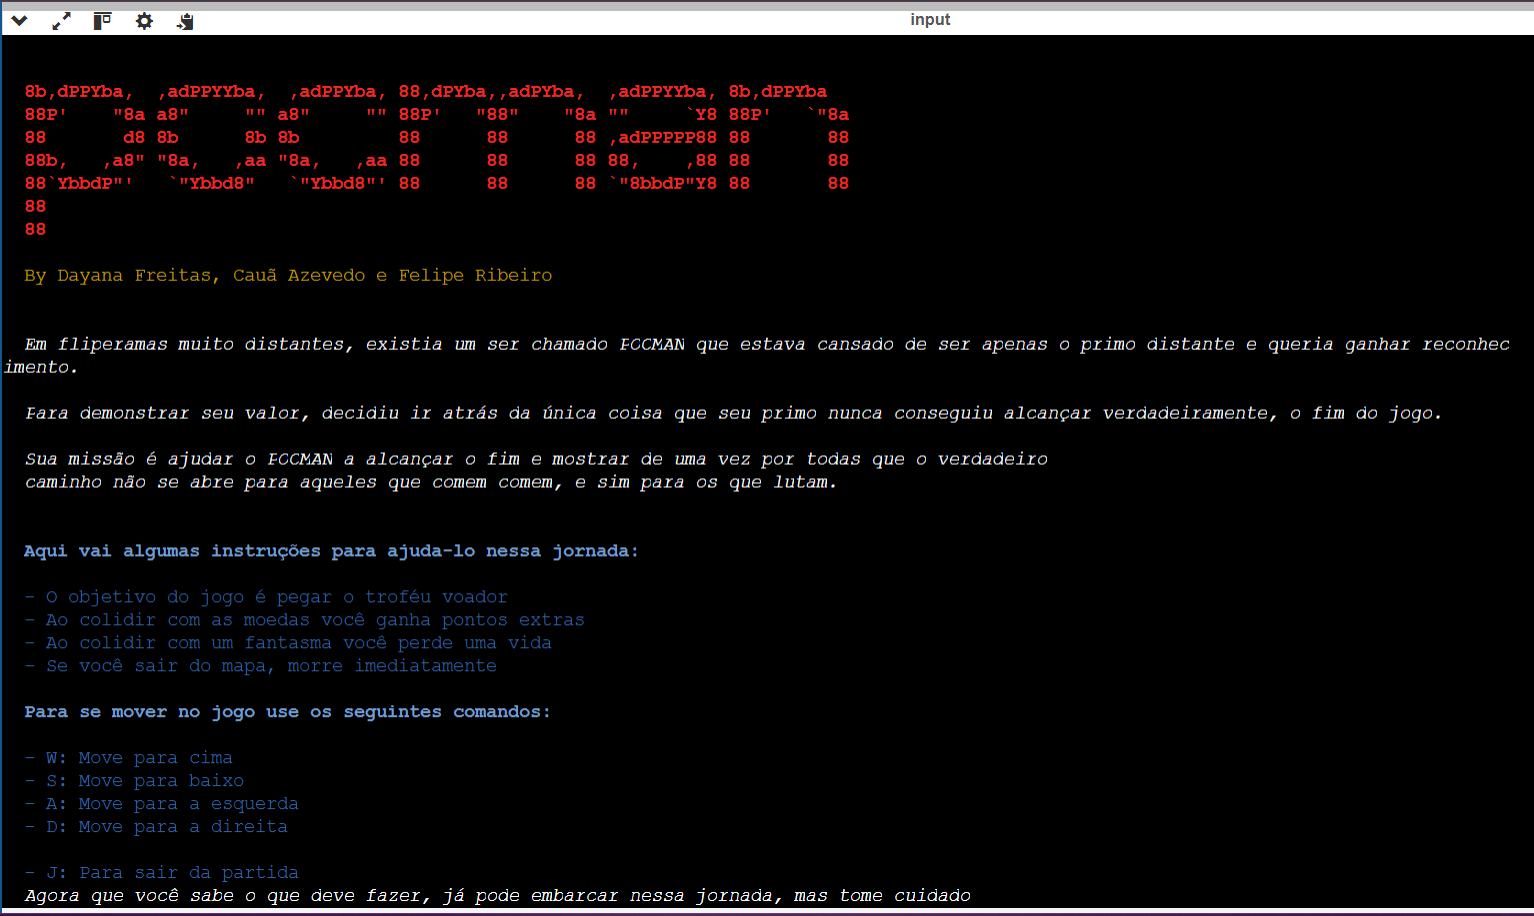 input
8b,dPPYba,  ,adPPYYba,  ,adPPYba, 88,dPYba,,adPYba,  ,adPPYYba, 8b,dPPYba
88P'    "8a a8"     "" a8"     "" 88P'   "88"    "8a ""     `Y8 88P'   `"8a
88       d8 8b      8b 8b         88      88      88 ,adPPPPP88 88       88
88b,   ,a8" "8a,   ,aa "8a,   ,aa 88      88      88 88,    ,88 88       88
88`YbbdP"'   `"Ybbd8"   `"Ybbd8"' 88      88      88 `"8bbdP"Y8 88       88
88
88
By Dayana Freitas, Cauã Azevedo e Felipe Ribeiro
Em fliperamas muito distantes, existia um ser chamado POCMAN que estava cansado de ser apenas o primo distante e queria ganhar reconhec
imento.
Para demonstrar seu valor, decidiu ir atrás da única coisa que seu primo nunca conseguiu alcançar verdadeiramente, o fim do jogo.
Sua missão é ajudar o POCMAN a alcançar o fim e mostrar de uma vez por todas que o verdadeiro
caminho não se abre para aqueles que comem comem, e sim para os que lutam.
Aqui vai algumas instruções para ajuda-lo nessa jornada:
- O objetivo do jogo é pegar o troféu voador
- Ao colidir com as moedas você ganha pontos extras
- Ao colidir com um fantasma você perde uma vida
- Se você sair do mapa, morre imediatamente
Para se mover no jogo use os seguintes comandos:
- W: Move para cima
- S: Move para baixo
- A: Move para a esquerda
- D: Move para a direita
- J: Para sair da partida
Agora que você sabe o que deve fazer, já pode embarcar nessa jornada, mas tome cuidado